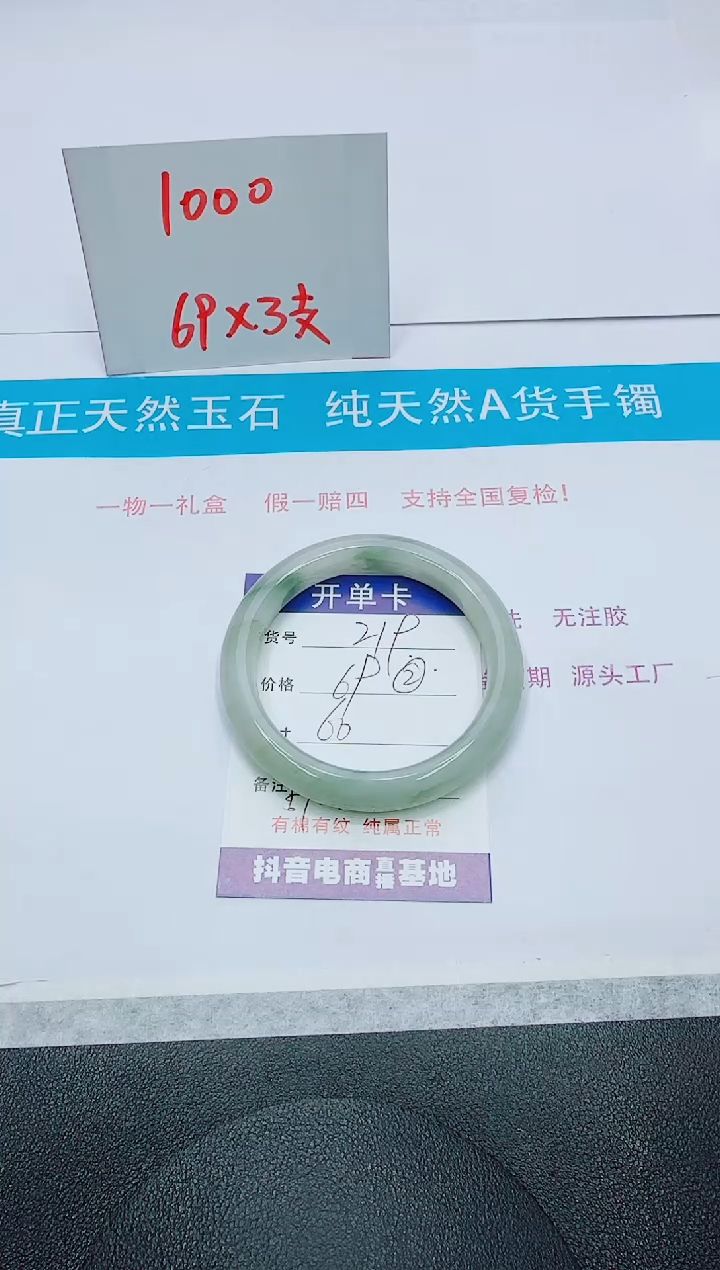 1000
6P×3支
真正天然玉石 纯天然A货手镯
一物一礼盒 假一赔四 支持全国复检!
开单卡
货号 21P
无注胶
价格 6P ②
期 源头工厂
+ 66
备注
有棉有纹 纯属正常
抖音电商直播基地